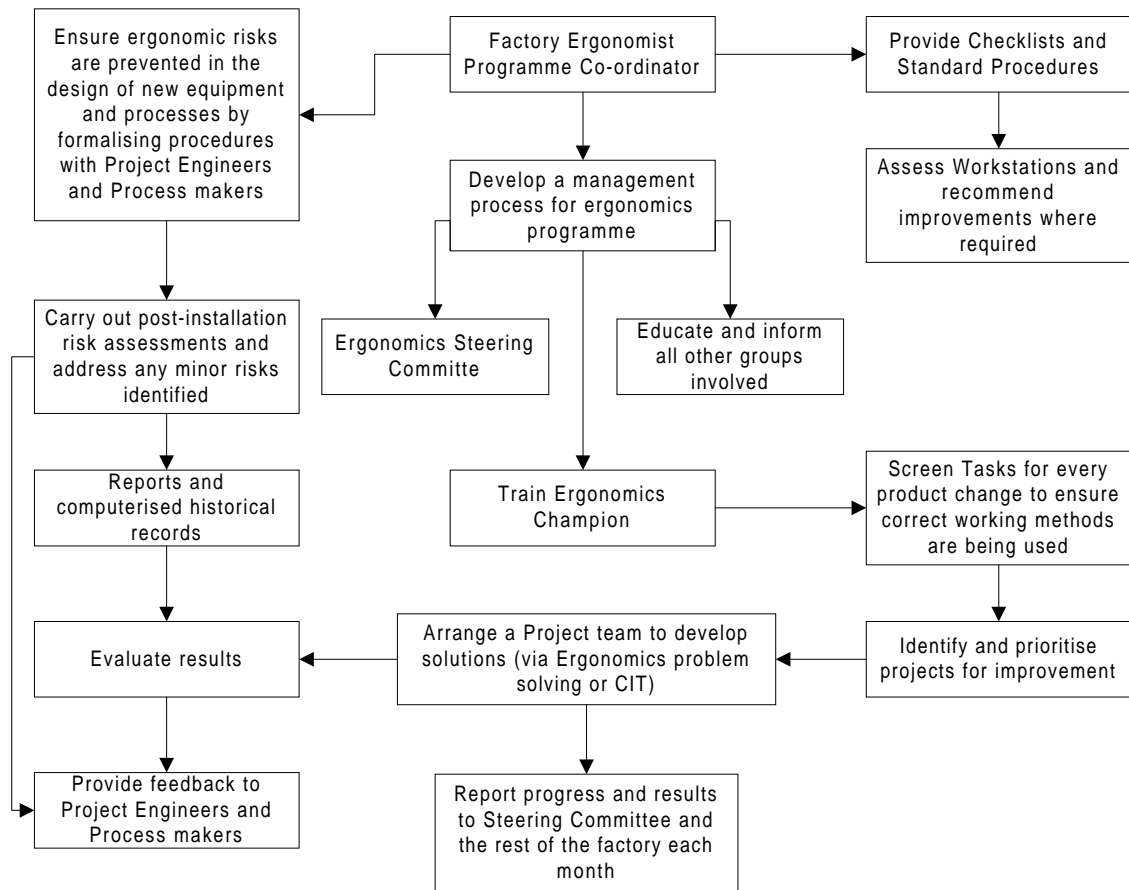 Ensure ergonomic risks
are prevented in the
design of new equipment
and processes by
formalising procedures
with Project Engineers
and Process makers
Factory Ergonomist
Programme Co-ordinator
Provide Checklists and
Standard Procedures
Develop a management
process for ergonomics
programme
Assess Workstations and
recommend
improvements where
required
Carry out post-installation
risk assessments and
address any minor risks
identified
Ergonomics Steering
Committe
Educate and inform
all other groups
involved
Reports and
computerised historical
records
Train Ergonomics
Champion
Screen Tasks for every
product change to ensure
correct working methods
are being used
Evaluate results
Arrange a Project team to develop
solutions (via Ergonomics problem
solving or CIT)
Identify and prioritise
projects for improvement
Provide feedback to
Project Engineers and
Process makers
Report progress and results
to Steering Committee and
the rest of the factory each
month